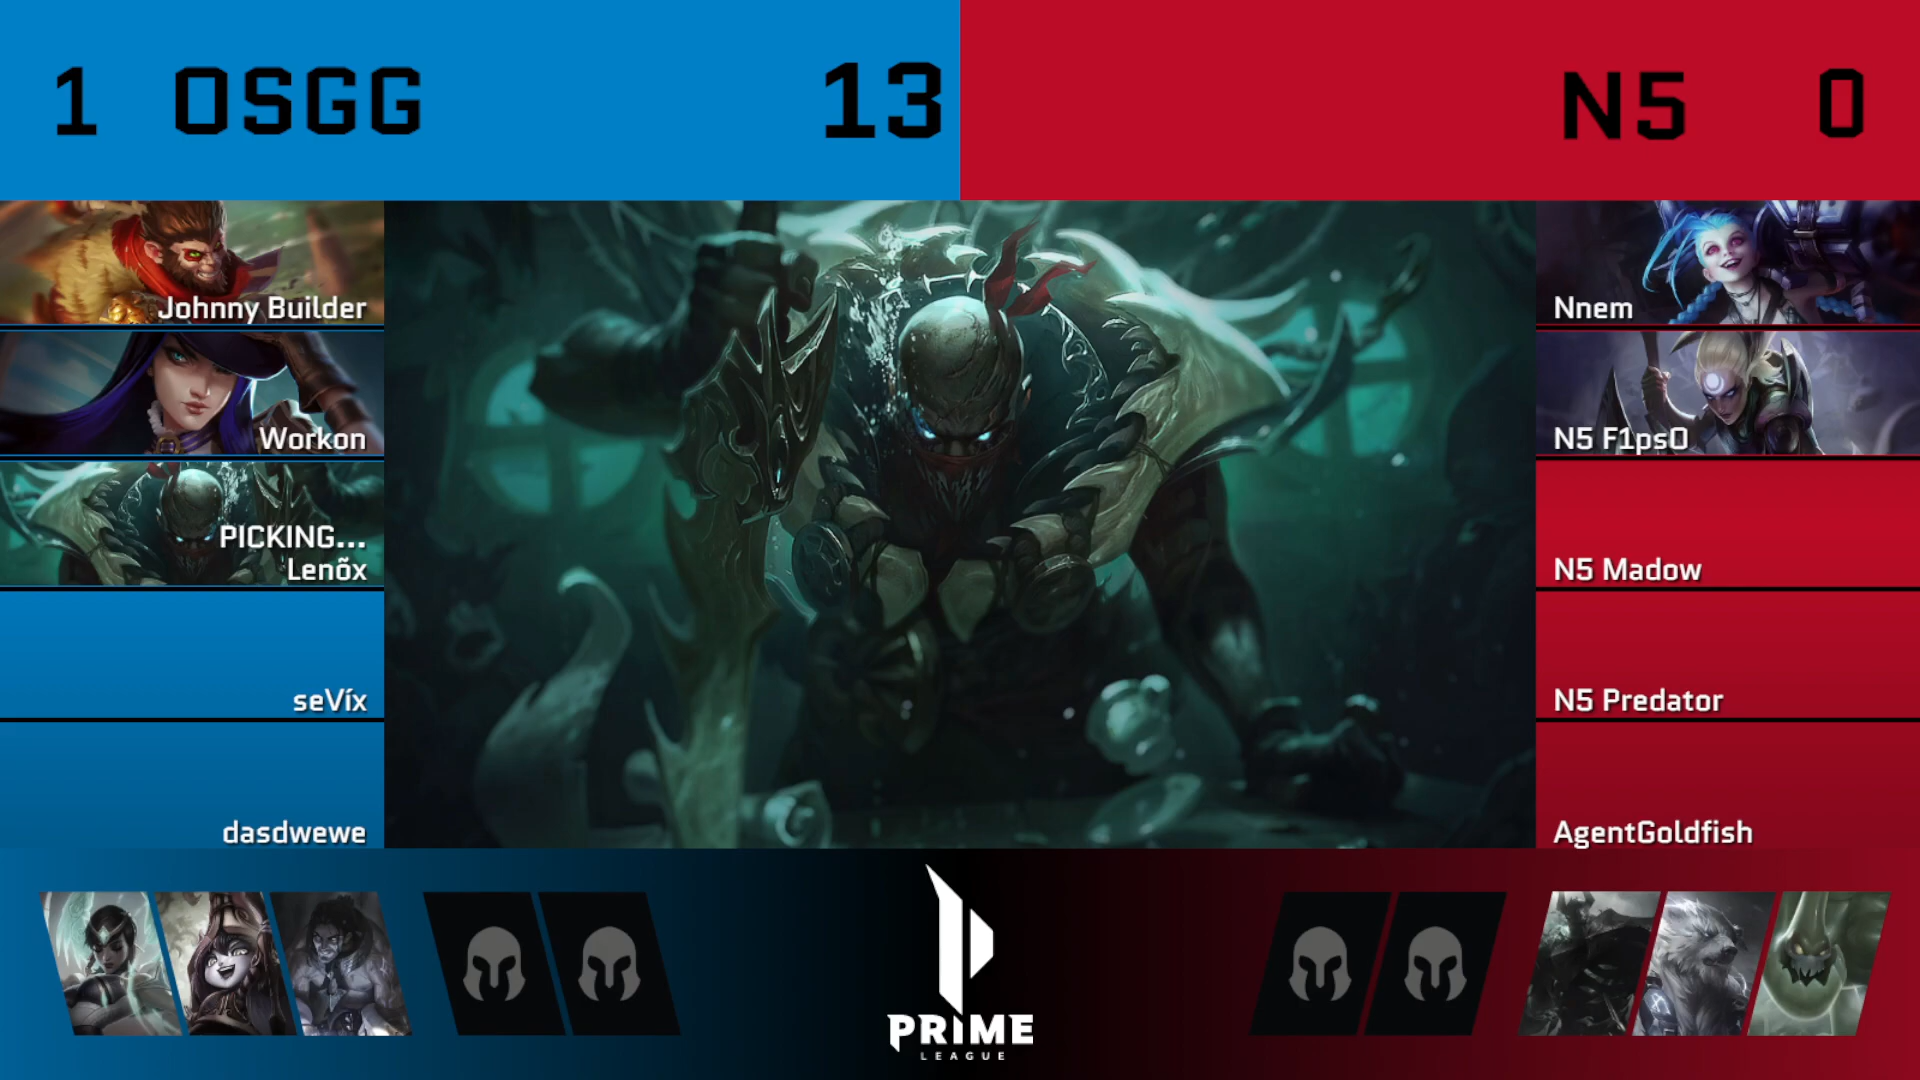 1 OSGG 13 N5 0
Johnny Builder
Workon
PICKING...
Lenõx
seVíx
dasdwewe
Nnem
N5 F1psO
N5 Madow
N5 Predator
AgentGoldfish
PRIME
LEAGUE